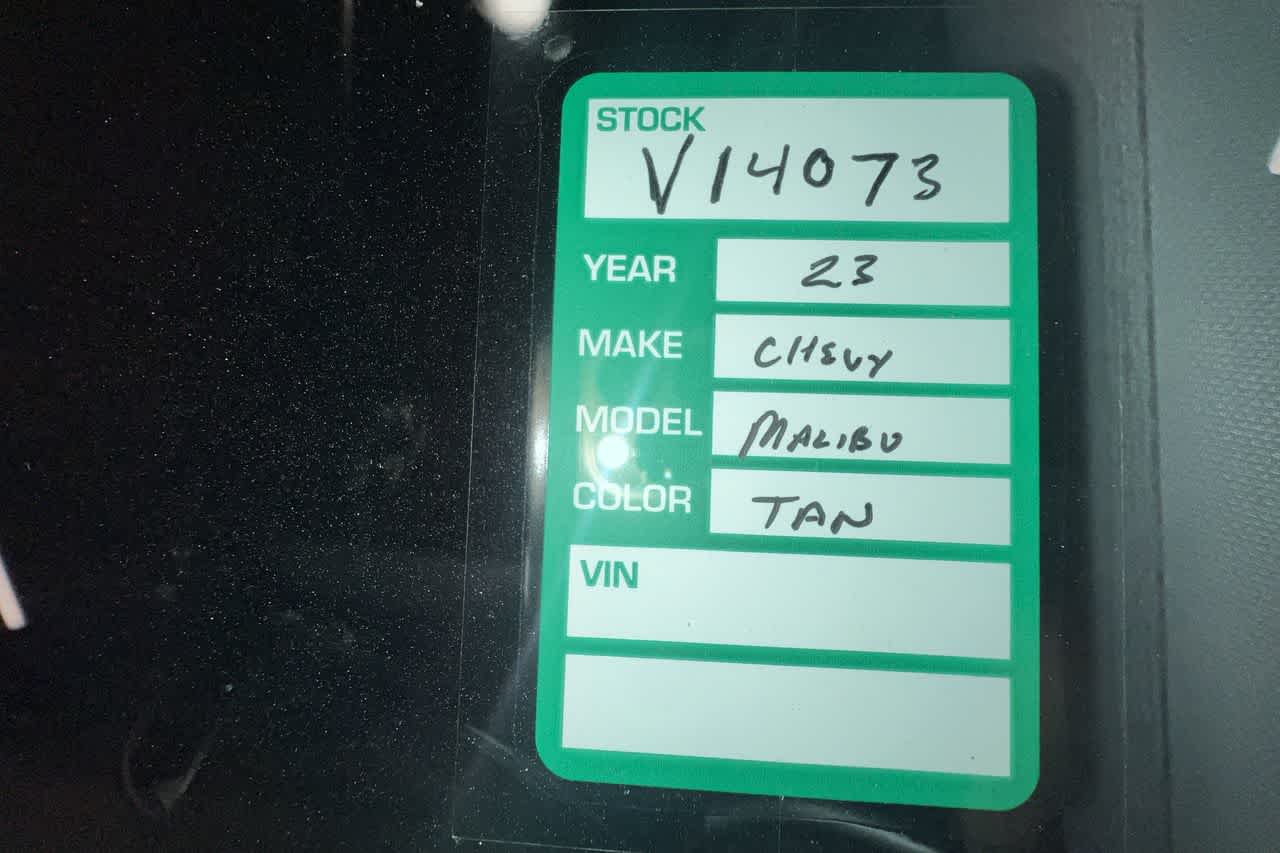 STOCK
V14073
YEAR 23
MAKE CHEVY
MODEL MALIBU
COLOR TAN
VIN